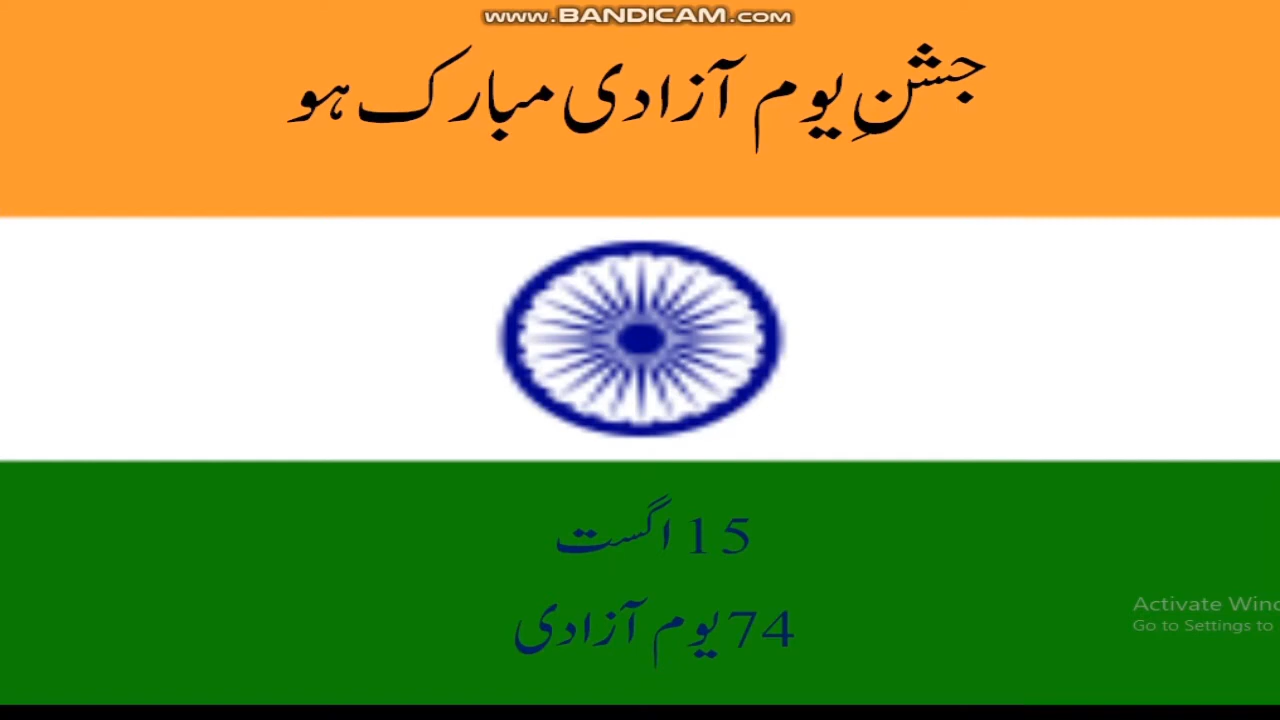 www.BANDICAM.com
جشنِ یوم آزادی مبارک ہو
15 اگست
74 یوم آزادی
Activate Wind
Go to Settings to